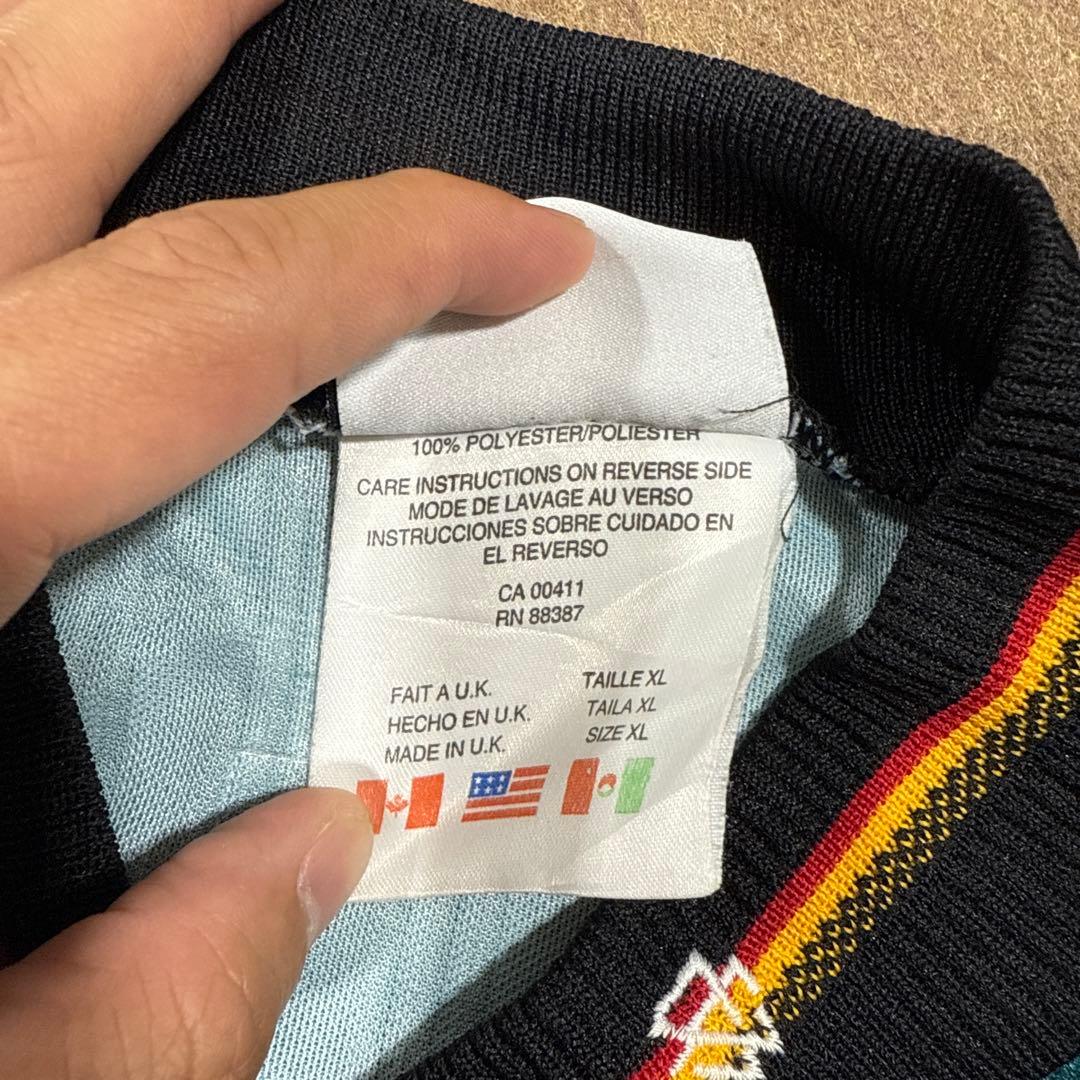 100% POLYESTER/POLIESTER
CARE INSTRUCTIONS ON REVERSE SIDE
MODE DE LAVAGE AU VERSO
INSTRUCCIONES SOBRE CUIDADO EN
EL REVERSO
CA 00411
RN 88387
FAIT A U.K.
HECHO EN U.K.
MADE IN U.K.
TAILLE XL
TAILA XL
SIZE XL